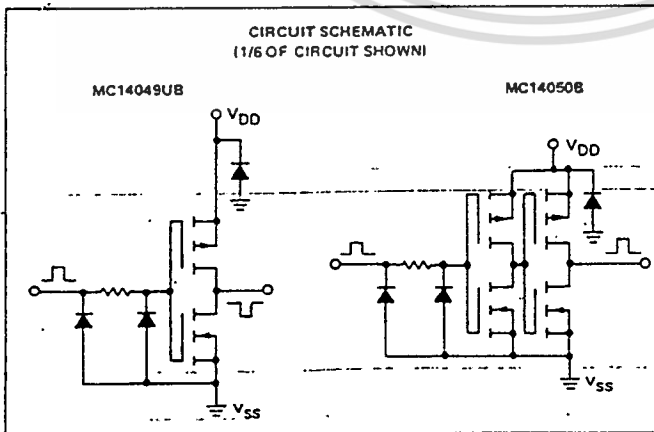 CIRCUIT SCHEMATIC
(1/6 OF CIRCUIT SHOWN)
MC14049UB
MC14050B
VDD
VDD
VSS
VSS